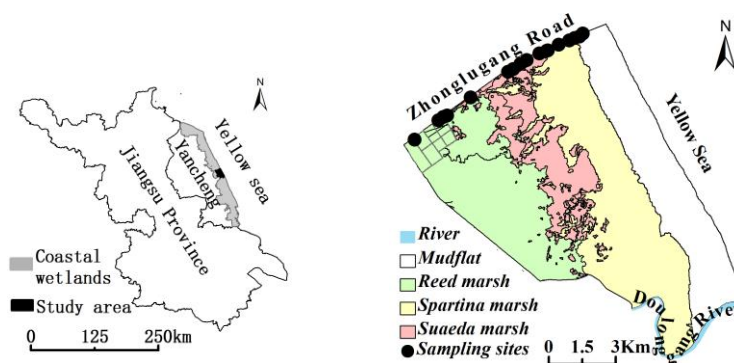 N
Yellow sea
Yancheng
Jiangsu Province
Coastal
wetlands
Study area
0 125 250km
N
Zhonglugang Road
Yellow Sea
River
Mudflat
Reed marsh
Spartina marsh
Suaeda marsh
Sampling sites
Doulonggang River
0 1.5 3Km